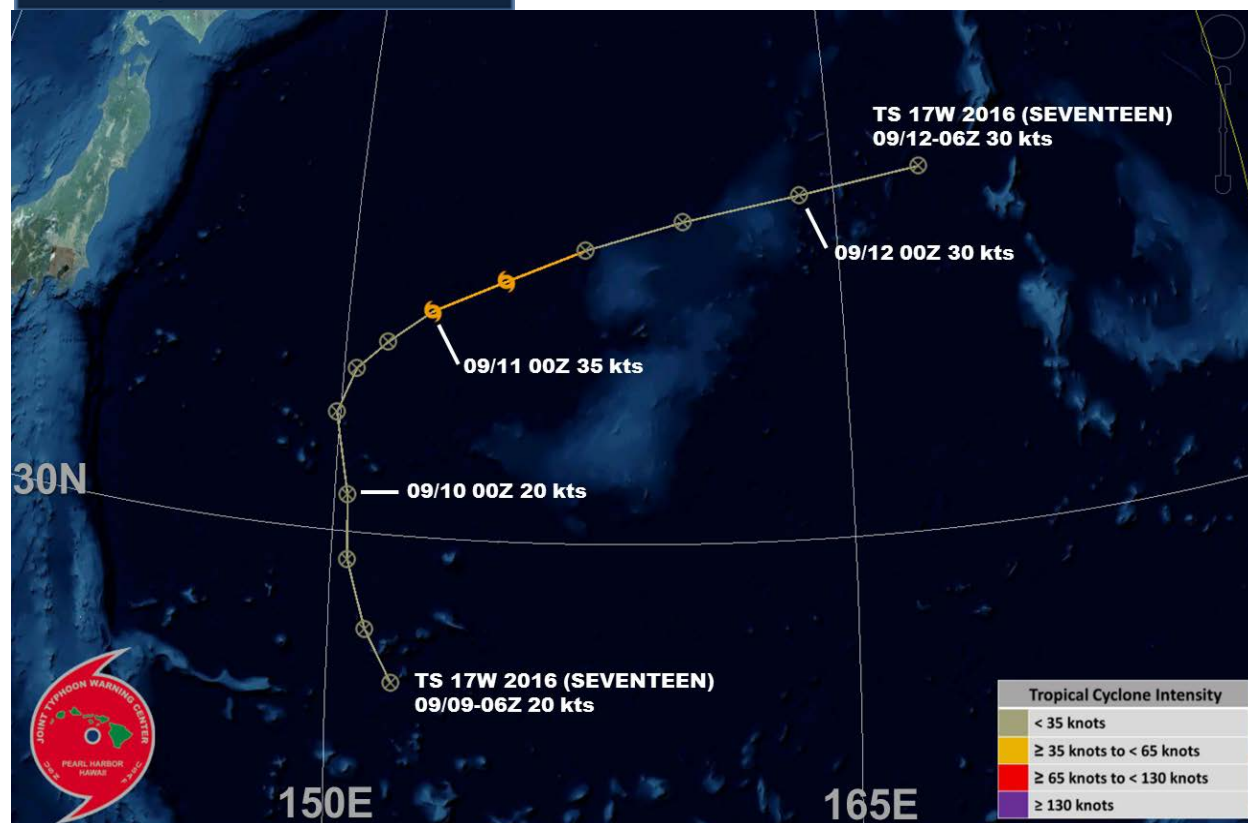 TS 17W 2016 (SEVENTEEN)
09/12-06Z 30 kts
09/12 00Z 30 kts
09/11 00Z 35 kts
30N
09/10 00Z 20 kts
TS 17W 2016 (SEVENTEEN)
09/09-06Z 20 kts
JOINT TYPHOON WARNING CENTER
PEARL HARBOR
HAWAII
150E
165E
Tropical Cyclone Intensity
< 35 knots
≥ 35 knots to < 65 knots
≥ 65 knots to < 130 knots
≥ 130 knots